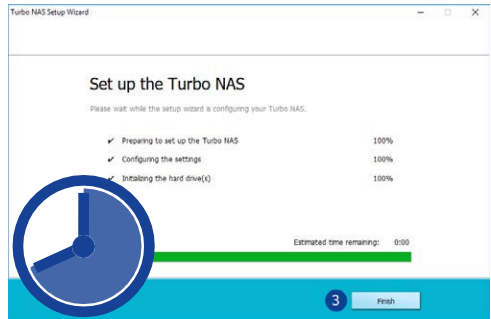 Turbo NAS Setup Wizard
Set up the Turbo NAS
Please wait while the setup wizard is configuring your Turbo NAS.
✔ Preparing to set up the Turbo NAS 100%
✔ Configuring the settings 100%
✔ Initializing the hard drive(s) 100%
Estimated time remaining: 0:00
3 Finish